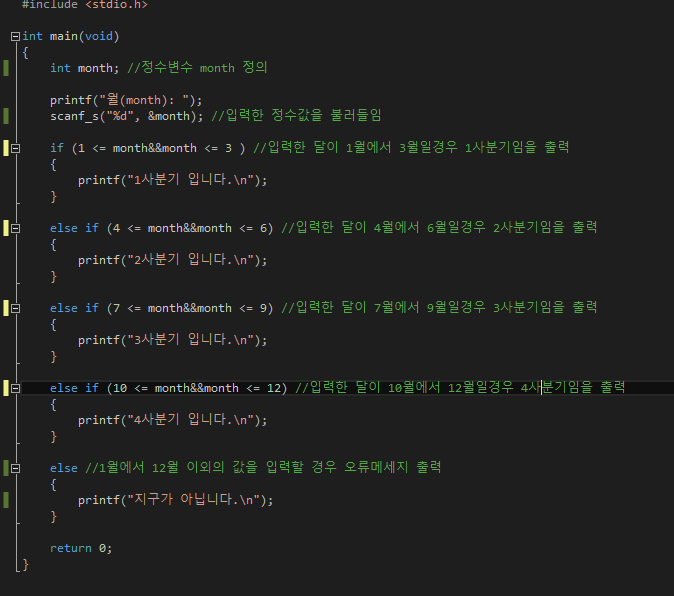 #include <stdio.h>
int main(void)
{
int month; //정수변수 month 정의
printf("월(month): ");
scanf_s("%d", &month); //입력한 정수값을 불러들임
if (1 <= month&&month <= 3 ) //입력한 달이 1월에서 3월일경우 1사분기임을 출력
{
printf("1사분기 입니다.\n");
}
else if (4 <= month&&month <= 6) //입력한 달이 4월에서 6월일경우 2사분기임을 출력
{
printf("2사분기 입니다.\n");
}
else if (7 <= month&&month <= 9) //입력한 달이 7월에서 9월일경우 3사분기임을 출력
{
printf("3사분기 입니다.\n");
}
else if (10 <= month&&month <= 12) //입력한 달이 10월에서 12월일경우 4사분기임을 출력
{
printf("4사분기 입니다.\n");
}
else //1월에서 12월 이외의 값을 입력할 경우 오류메세지 출력
{
printf("지구가 아닙니다.\n");
}
return 0;
}